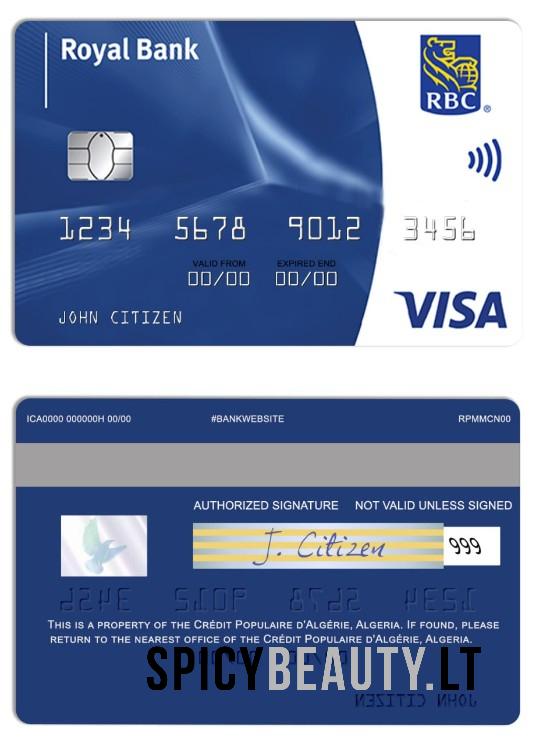 Royal Bank
RBC
®
1234 5678 9012 3456
VALID FROM EXPIRED END
00/00 00/00
JOHN CITIZEN
VISA
ICA0000 000000H 00/00 #BANKWEBSITE RPMMCN00
AUTHORIZED SIGNATURE NOT VALID UNLESS SIGNED
J. Citizen 999
THIS IS A PROPERTY OF THE CRÉDIT POPULAIRE D'ALGÉRIE, ALGERIA. IF FOUND, PLEASE
RETURN TO THE NEAREST OFFICE OF THE CRÉDIT POPULAIRE D'ALGÉRIE, ALGERIA.
SPICYBEAUTY.LT
JOHN CITIZEN